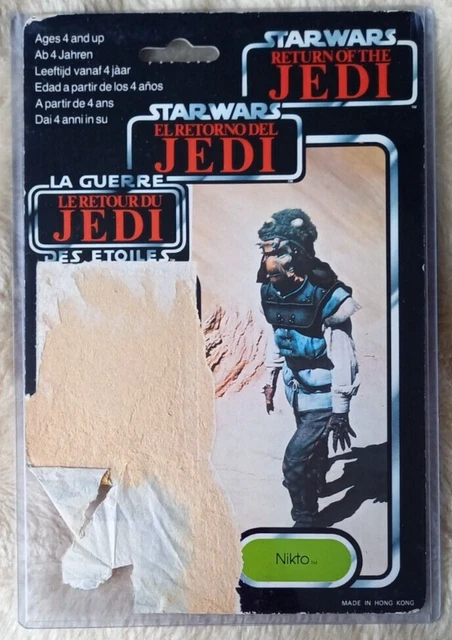 Ages 4 and up
Ab 4 Jahren
Leeftijd vanaf 4 jàar
Edad a partir de los 4 años
A partir de 4 ans
Dai 4 anni in su
STAR WARS
RETURN OF THE
JEDI
STAR WARS
EL RETORNO DEL
JEDI
LA GUERRE
LE RETOUR DU
JEDI
DES ETOILES
Nikto™
MADE IN HONG KONG